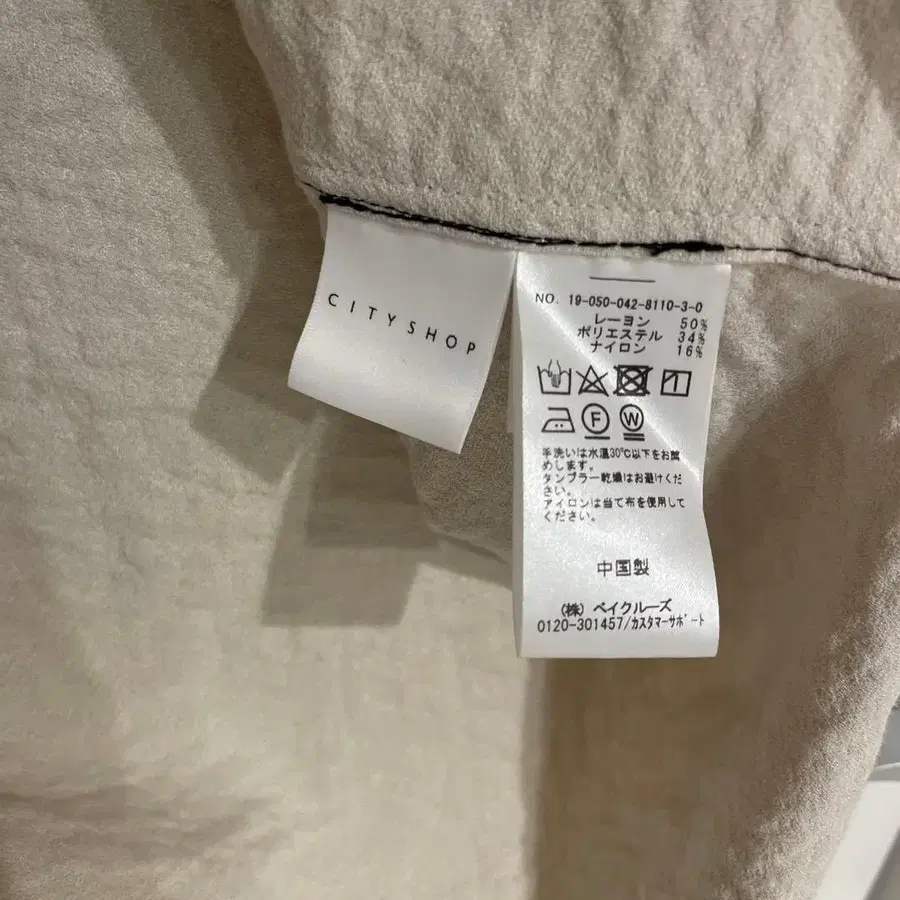 CITYSHOP
NO. 19-050-042-8110-3-0
レーヨン 50%
ポリエステル 34%
ナイロン 16%
F W
手洗いは水温30℃以下をお薦
めします。
タンブラー乾燥はお避けくだ
さい。
アイロンは当て布を使用して
ください。
中国製
(株) ベイクルーズ
0120-301457/カスタマーサポート